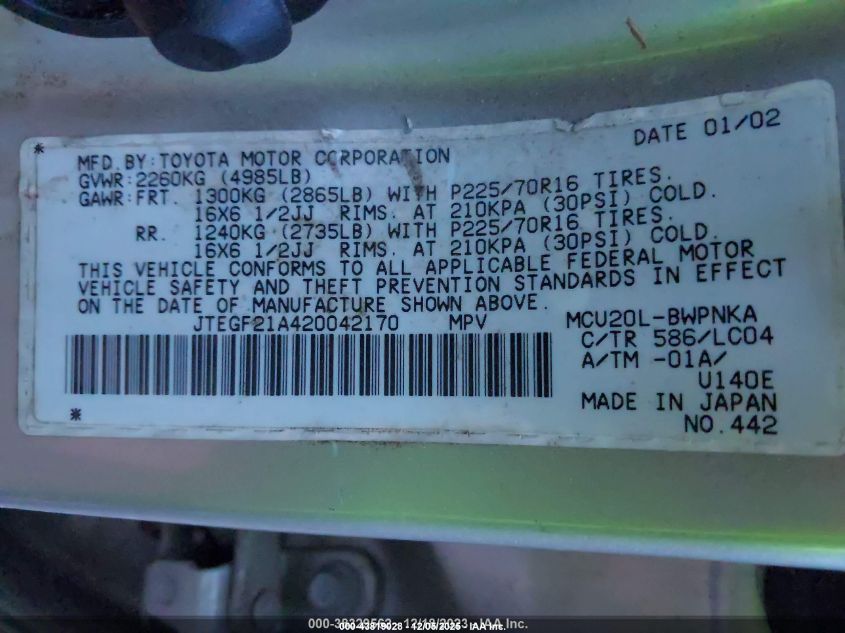 DATE 01/02
MFD. BY: TOYOTA MOTOR CORPORATION
GVWR: 2260KG (4985LB)
GAWR: FRT. 1300KG (2865LB) WITH P225/70R16 TIRES.
16X6 1/2JJ RIMS. AT 210KPA (30PSI) COLD.
RR. 1240KG (2735LB) WITH P225/70R16 TIRES.
16X6 1/2JJ RIMS. AT 210KPA (30PSI) COLD.
THIS VEHICLE CONFORMS TO ALL APPLICABLE FEDERAL MOTOR
VEHICLE SAFETY AND THEFT PREVENTION STANDARDS IN EFFECT
ON THE DATE OF MANUFACTURE SHOWN ABOVE.
JTEGF21A420042170 MPV MCU20L-BWPNKA
C/TR 586/LC04
A/TM -01A/
U140E
MADE IN JAPAN
NO. 442
000-43819028 IAA Inc.